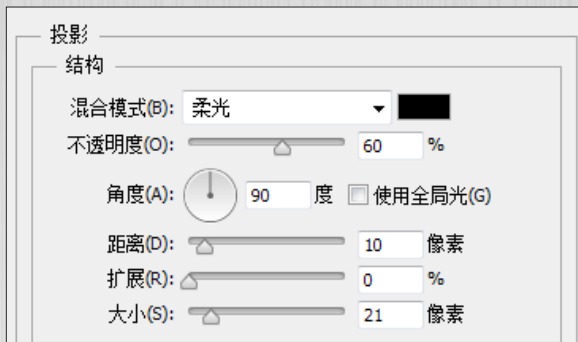 投影
结构
混合模式(B): 柔光
不透明度(O): 60 %
角度(A): 90 度 使用全局光(G)
距离(D): 10 像素
扩展(R): 0 %
大小(S): 21 像素